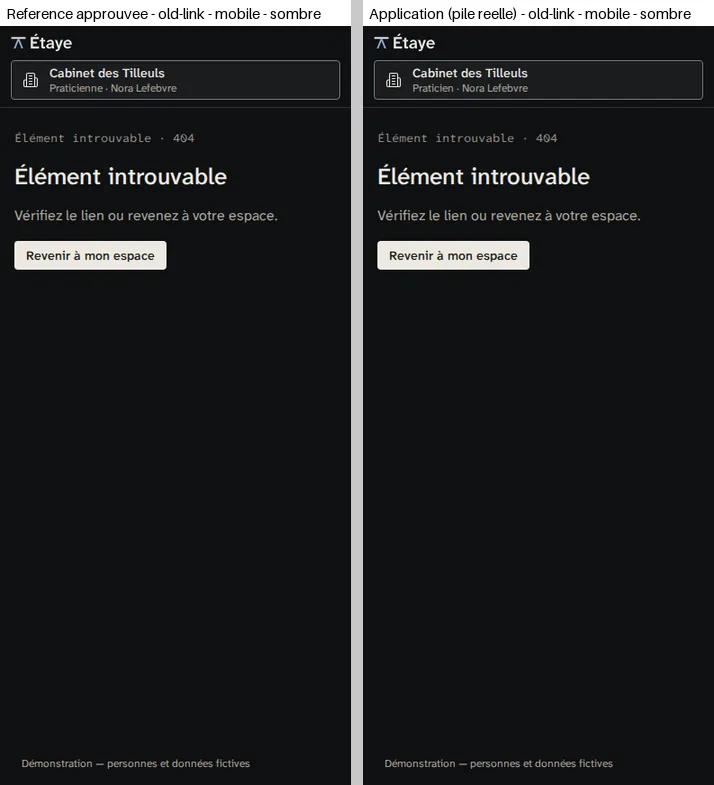 Reference approuvee - old-link - mobile - sombre
Étaye
Cabinet des Tilleuls
Praticienne · Nora Lefebvre
Élément introuvable · 404
Élément introuvable
Vérifiez le lien ou revenez à votre espace.
Revenir à mon espace
Démonstration — personnes et données fictives
Application (pile reelle) - old-link - mobile - sombre
Étaye
Cabinet des Tilleuls
Praticien · Nora Lefebvre
Élément introuvable · 404
Élément introuvable
Vérifiez le lien ou revenez à votre espace.
Revenir à mon espace
Démonstration — personnes et données fictives